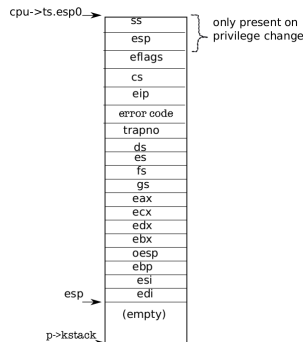 cpu->ts.esp0
ss
only present on
privilege change
esp
eflags
cs
eip
error code
trapno
ds
es
fs
gs
eax
ecx
edx
ebx
oesp
ebp
esi
esp
edi
(empty)
p->kstack